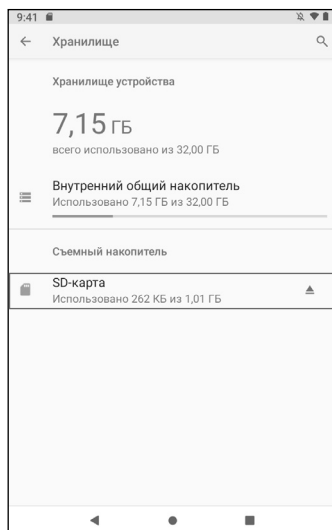 9:41
Хранилище
Хранилище устройства
7,15 ГБ
всего использовано из 32,00 ГБ
Внутренний общий накопитель
Использовано 7,15 ГБ из 32,00 ГБ
Съемный накопитель
SD-карта
Использовано 262 КБ из 1,01 ГБ